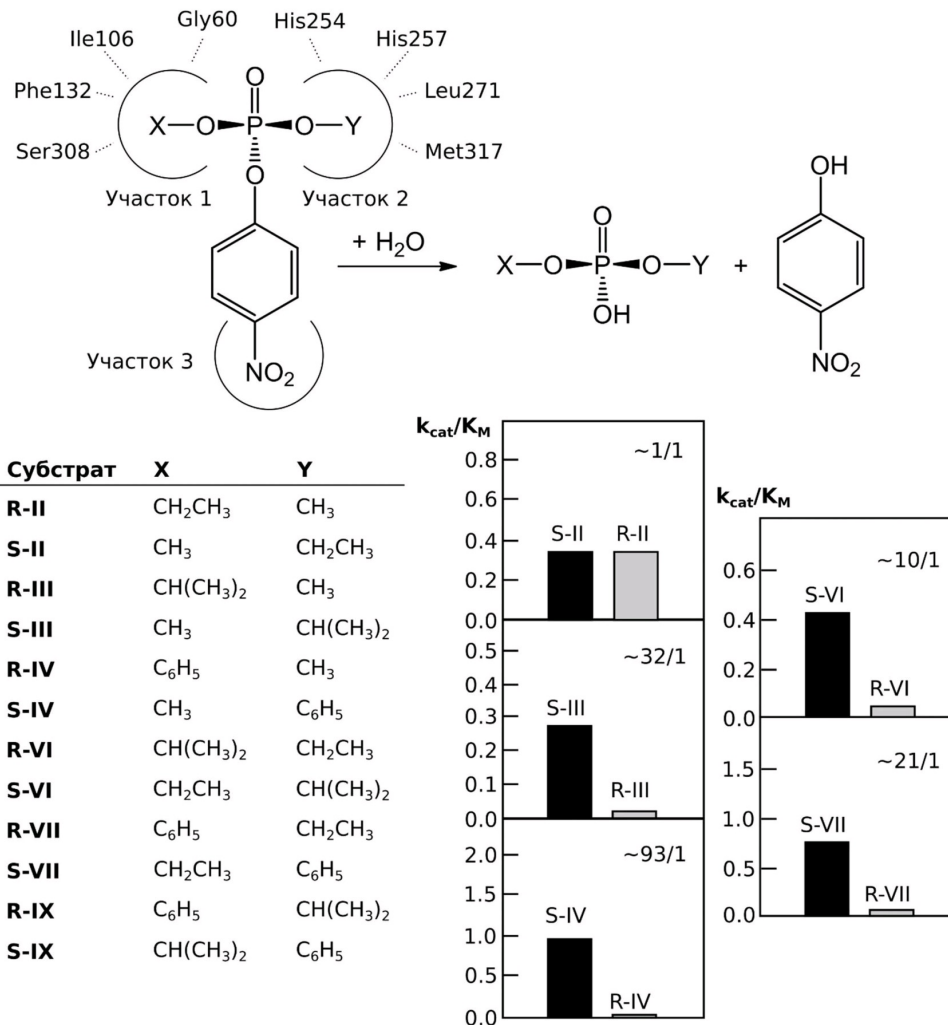 Gly60
His254
Ile106
His257
Phe132
Leu271
Ser308
Met317
O
X—O—P—O—Y
O
Участок 1
Участок 2
NO₂
Участок 3
+ H₂O
O
X—O—P—O—Y
OH
+
OH
NO₂
Субстрат X Y
R-II CH₂CH₃ CH₃
S-II CH₃ CH₂CH₃
R-III CH(CH₃)₂ CH₃
S-III CH₃ CH(CH₃)₂
R-IV C₆H₅ CH₃
S-IV CH₃ C₆H₅
R-VI CH(CH₃)₂ CH₂CH₃
S-VI CH₂CH₃ CH(CH₃)₂
R-VII C₆H₅ CH₂CH₃
S-VII CH₂CH₃ C₆H₅
R-IX C₆H₅ CH(CH₃)₂
S-IX CH(CH₃)₂ C₆H₅
k_cat/K_M
~1/1
0.8
0.6
0.4
0.2
0.0
S-II R-II
~32/1
0.5
0.4
0.3
0.2
0.1
0.0
S-III
R-III
~93/1
2.0
1.5
1.0
0.5
0.0
S-IV
R-IV
k_cat/K_M
~10/1
0.6
0.4
0.2
0.0
S-VI
R-VI
~21/1
1.5
1.0
0.5
0.0
S-VII
R-VII